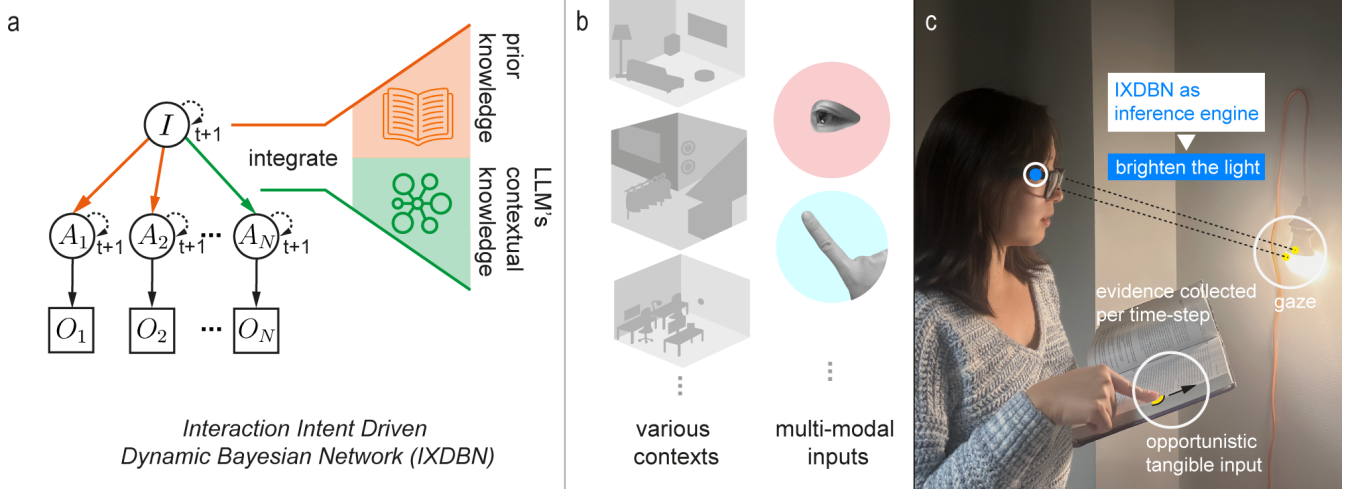 a
prior
knowledge
LLM's
contextual
knowledge
I
t+1
integrate
A1
t+1
A2
t+1
...
AN
t+1
O1
O2
...
ON
Interaction Intent Driven
Dynamic Bayesian Network (IXDBN)
b
various
contexts
multi-modal
inputs
c
IXDBN as
inference engine
brighten the light
gaze
evidence collected
per time-step
opportunistic
tangible input